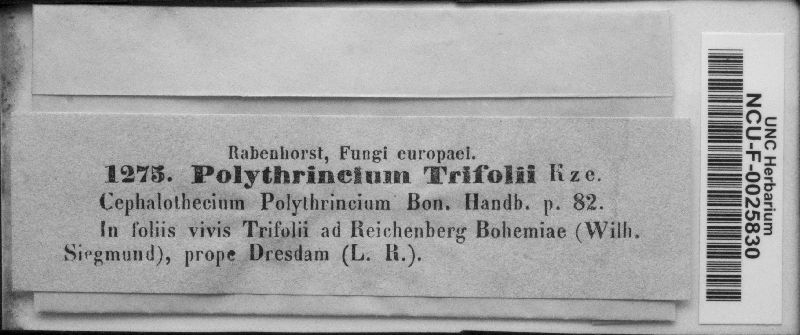 Rabenhorst, Fungi europaei.
1275. Polythrincium Trifolii Kze.
Cephalothecium Polythrincium Bon. Handb. p. 82.
In foliis vivis Trifolii ad Reichenberg Bohemiae (Wilh.
Siegmund), prope Dresdam (L. R.).
UNC Herbarium
NCU-F-0025830